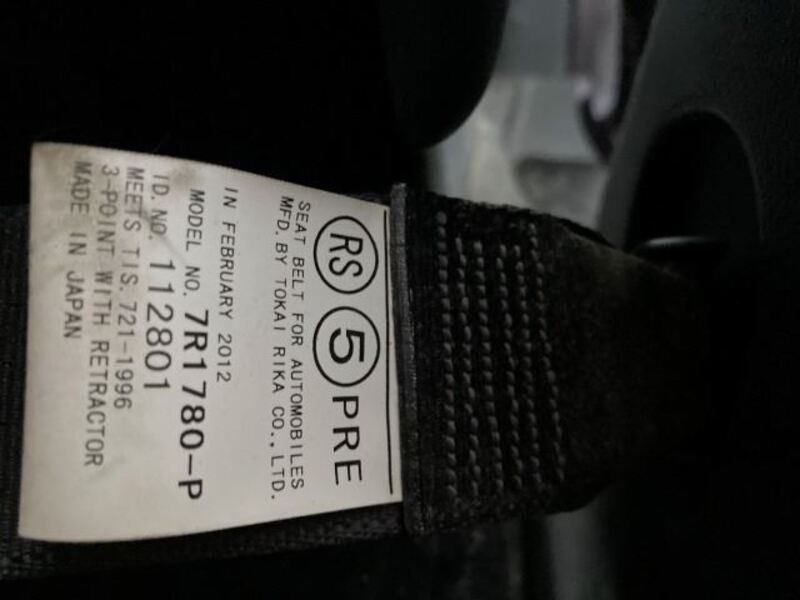 RS 5 PRE
SEAT BELT FOR AUTOMOBILES
MFD. BY TOKAI RIKA CO., LTD.
IN FEBRUARY 2012
MODEL NO. 7R1780-P
ID. NO. 112801
MEETS TIS. 721-1996
3-POINT WITH RETRACTOR
MADE IN JAPAN